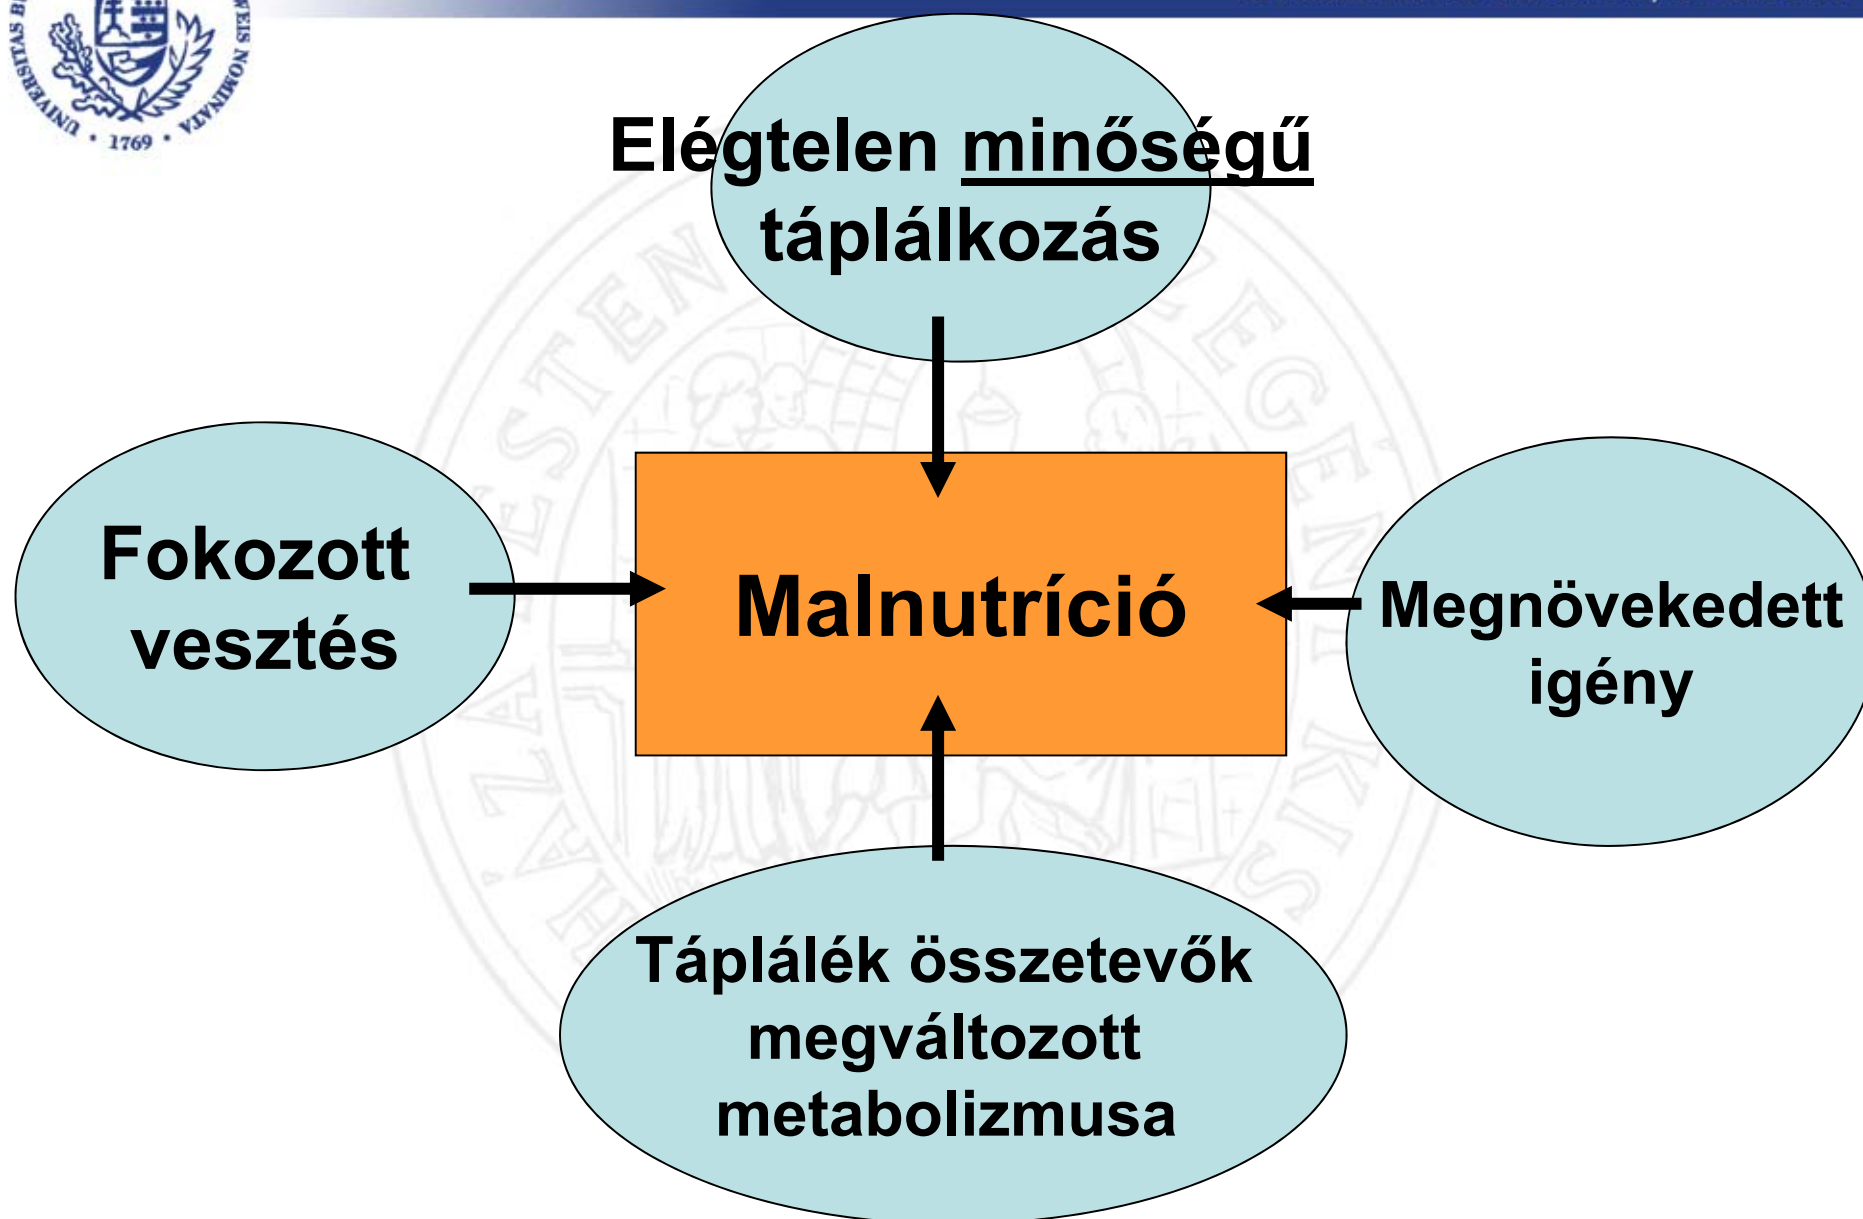 1769
Elégtelen minőségű
táplálkozás
Fokozott
vesztés
Malnutríció
Megnövekedett
igény
Táplálék összetevők
megváltozott
metabolizmusa